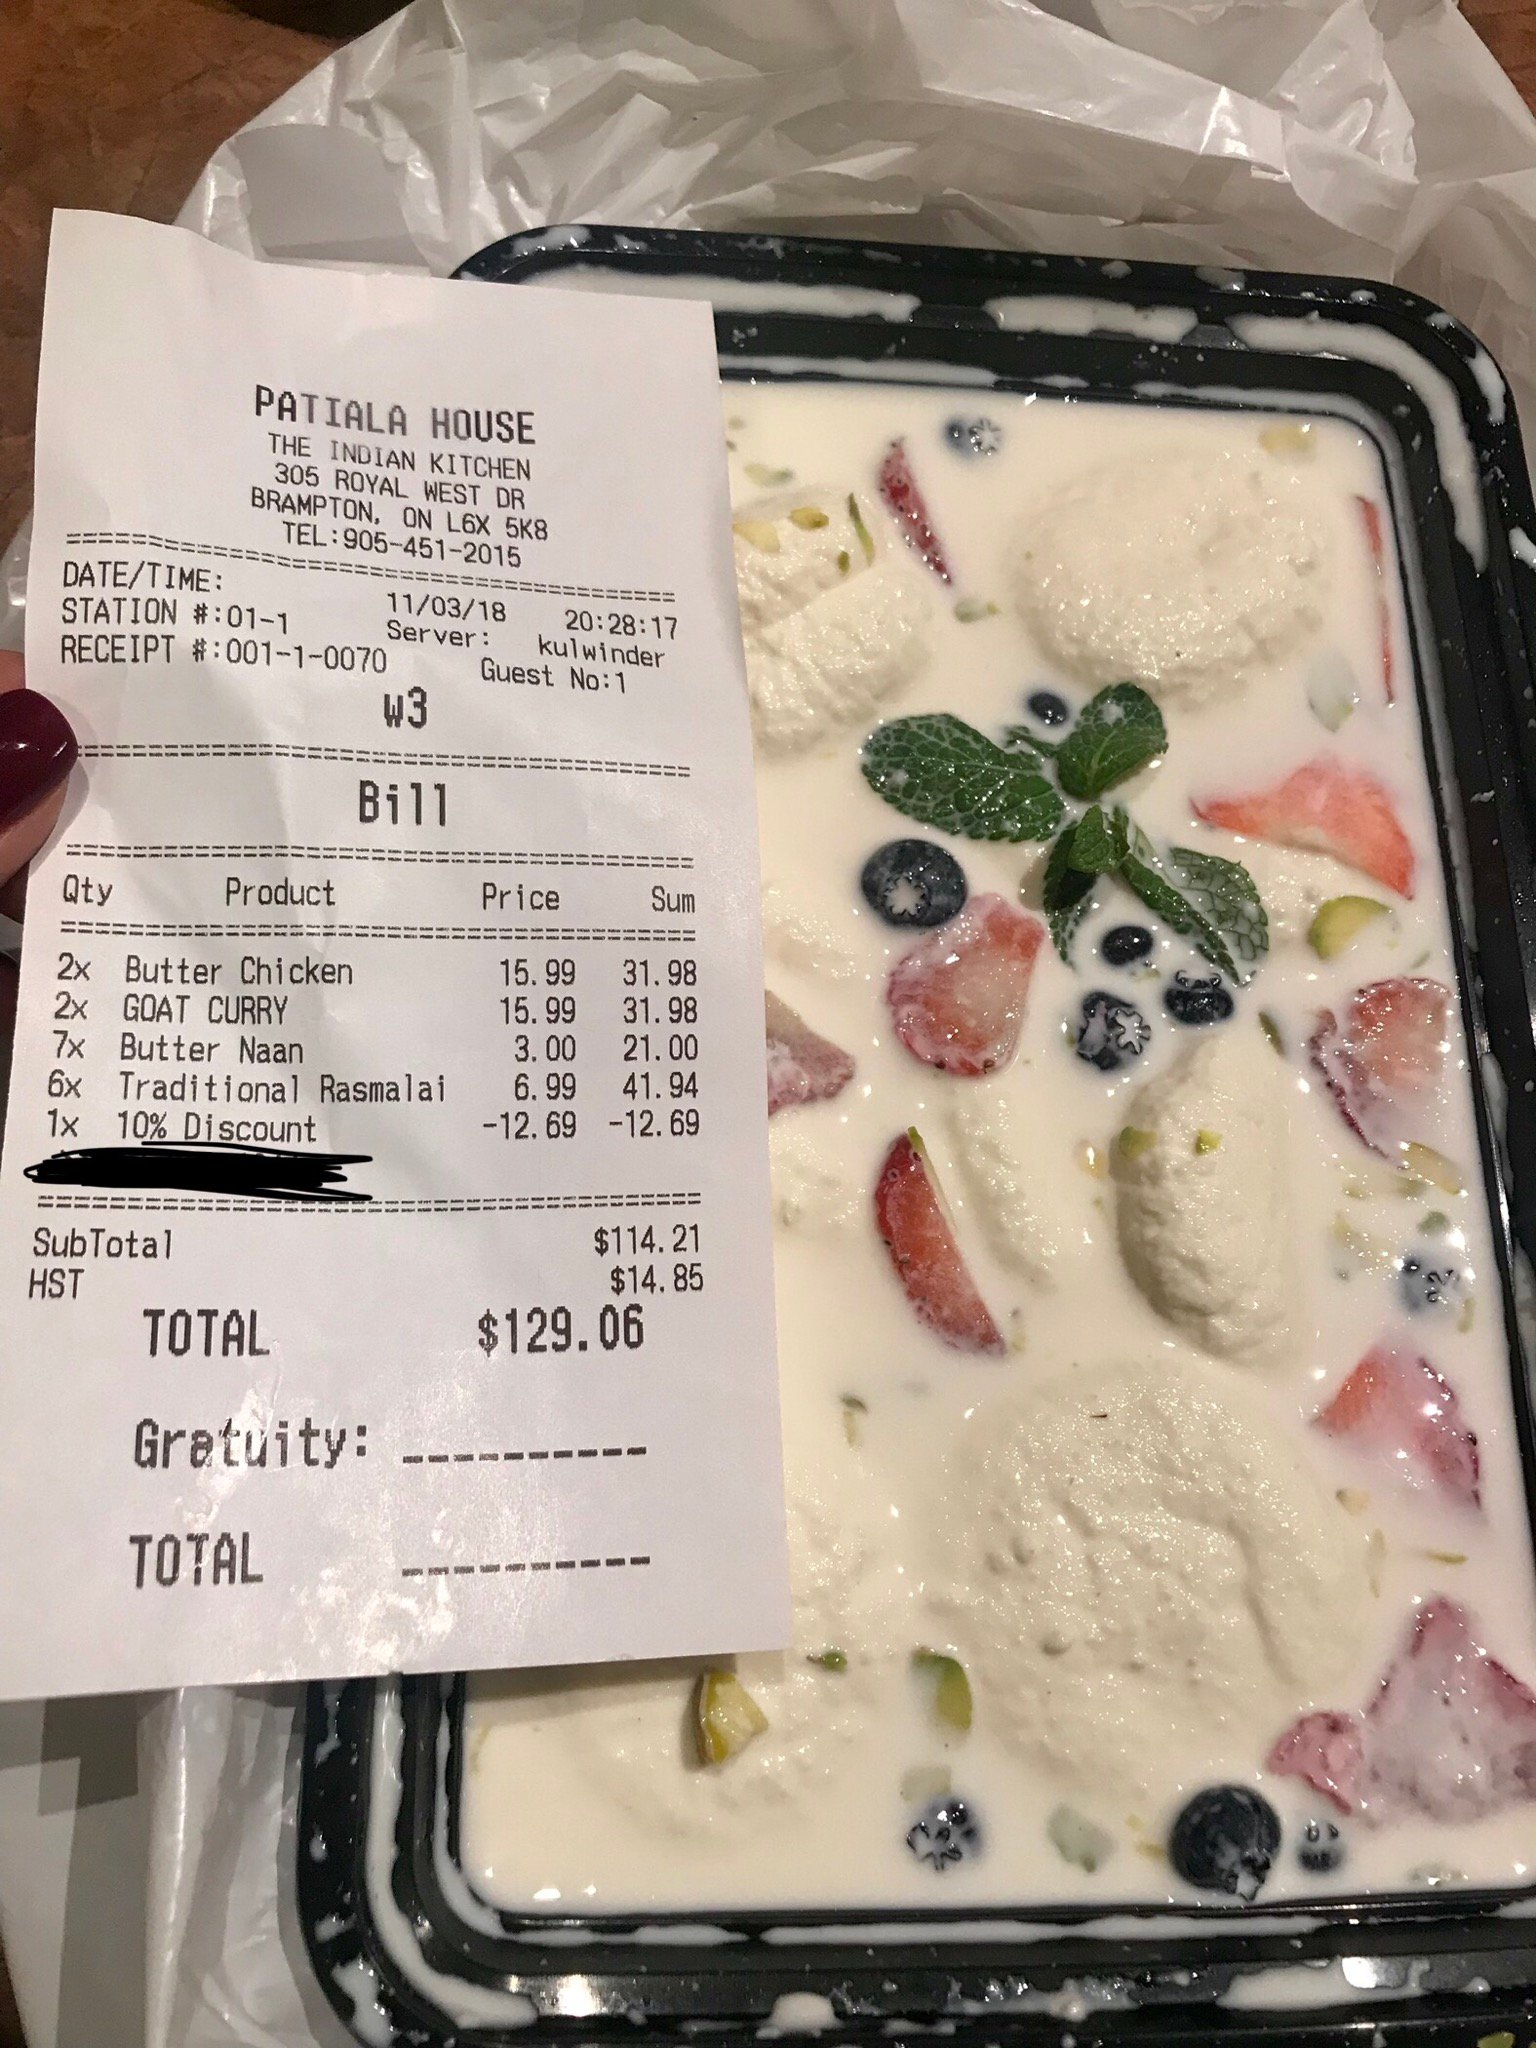 PATIALA HOUSE
THE INDIAN KITCHEN
305 ROYAL WEST DR
BRAMPTON, ON L6X 5K8
TEL:905-451-2015
==================================================
DATE/TIME: 11/03/18 20:28:17
STATION #:01-1 Server: kulwinder
RECEIPT #:001-1-0070 Guest No:1
W3
==================================================
Bill
==================================================
Qty Product Price Sum
==================================================
2x Butter Chicken 15.99 31.98
2x GOAT CURRY 15.99 31.98
7x Butter Naan 3.00 21.00
6x Traditional Rasmalai 6.99 41.94
1x 10% Discount -12.69 -12.69
==================================================
SubTotal $114.21
HST $14.85
TOTAL $129.06
Gratuity: __________
TOTAL __________